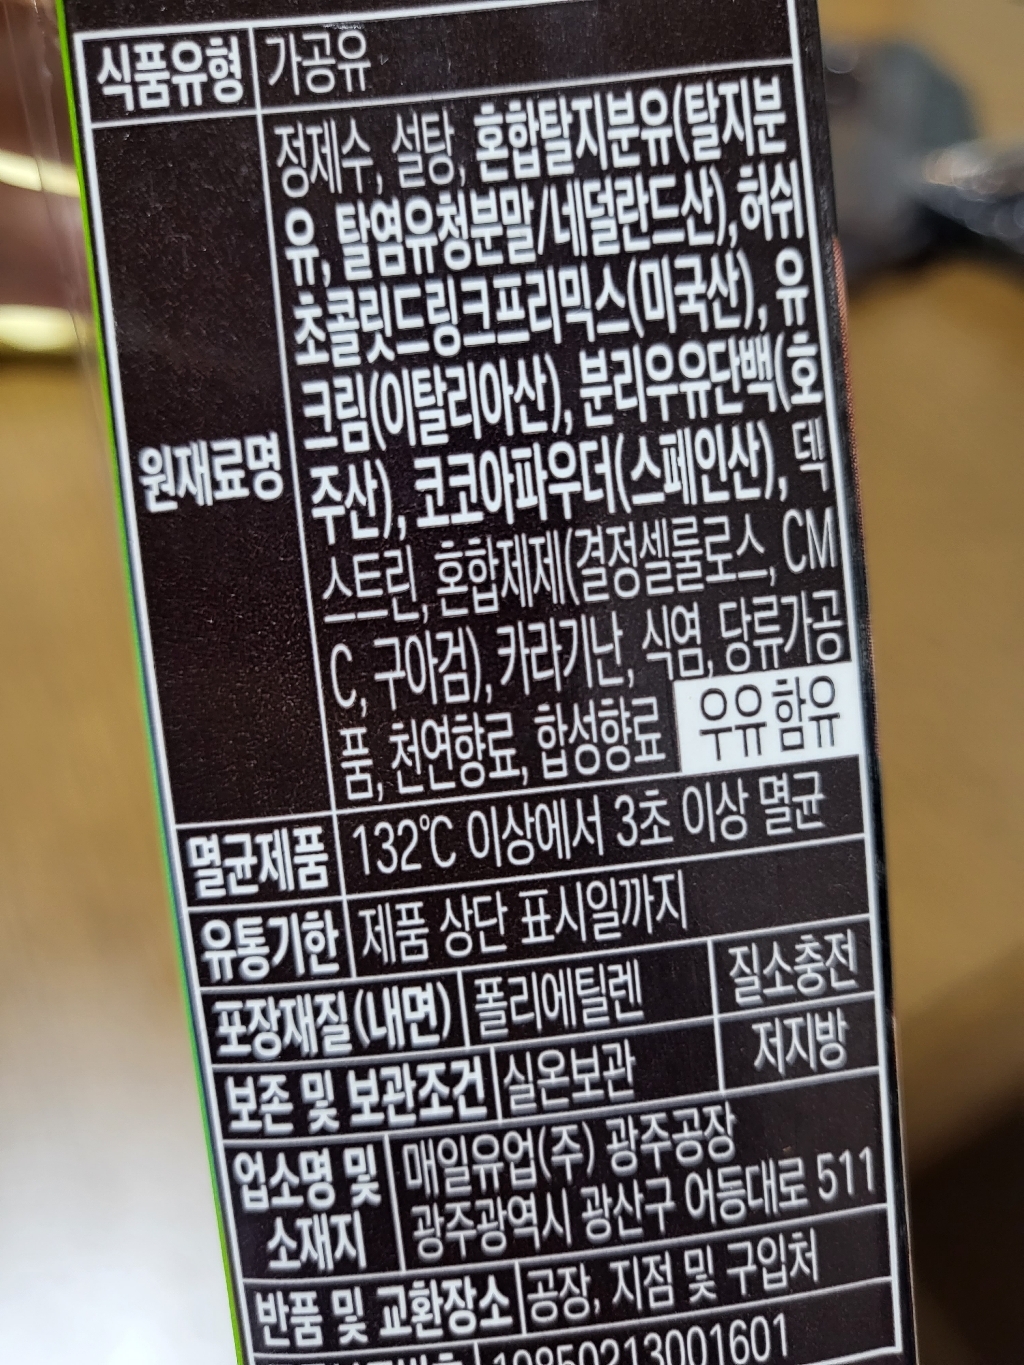 식품유형 가공유
원재료명
정제수, 설탕, 혼합탈지분유(탈지분
유, 탈염유청분말/네덜란드산), 허쉬
초콜릿드링크프리믹스(미국산), 유
크림(이탈리아산), 분리우유단백(호
주산), 코코아파우더(스페인산), 덱
스트린, 혼합제제(결정셀룰로스, CM
C, 구아검), 카라기난, 식염, 당류가공
품, 천연향료, 합성향료 우유 함유
멸균제품 132℃ 이상에서 3초 이상 멸균
유통기한 제품 상단 표시일까지
포장재질 (내면) 폴리에틸렌 질소충전
보존 및 보관조건 실온보관 저지방
업소명 및 매일유업(주) 광주공장
소재지 광주광역시 광산구 어등대로 511
반품 및 교환장소 공장, 지점 및 구입처
19850213001601